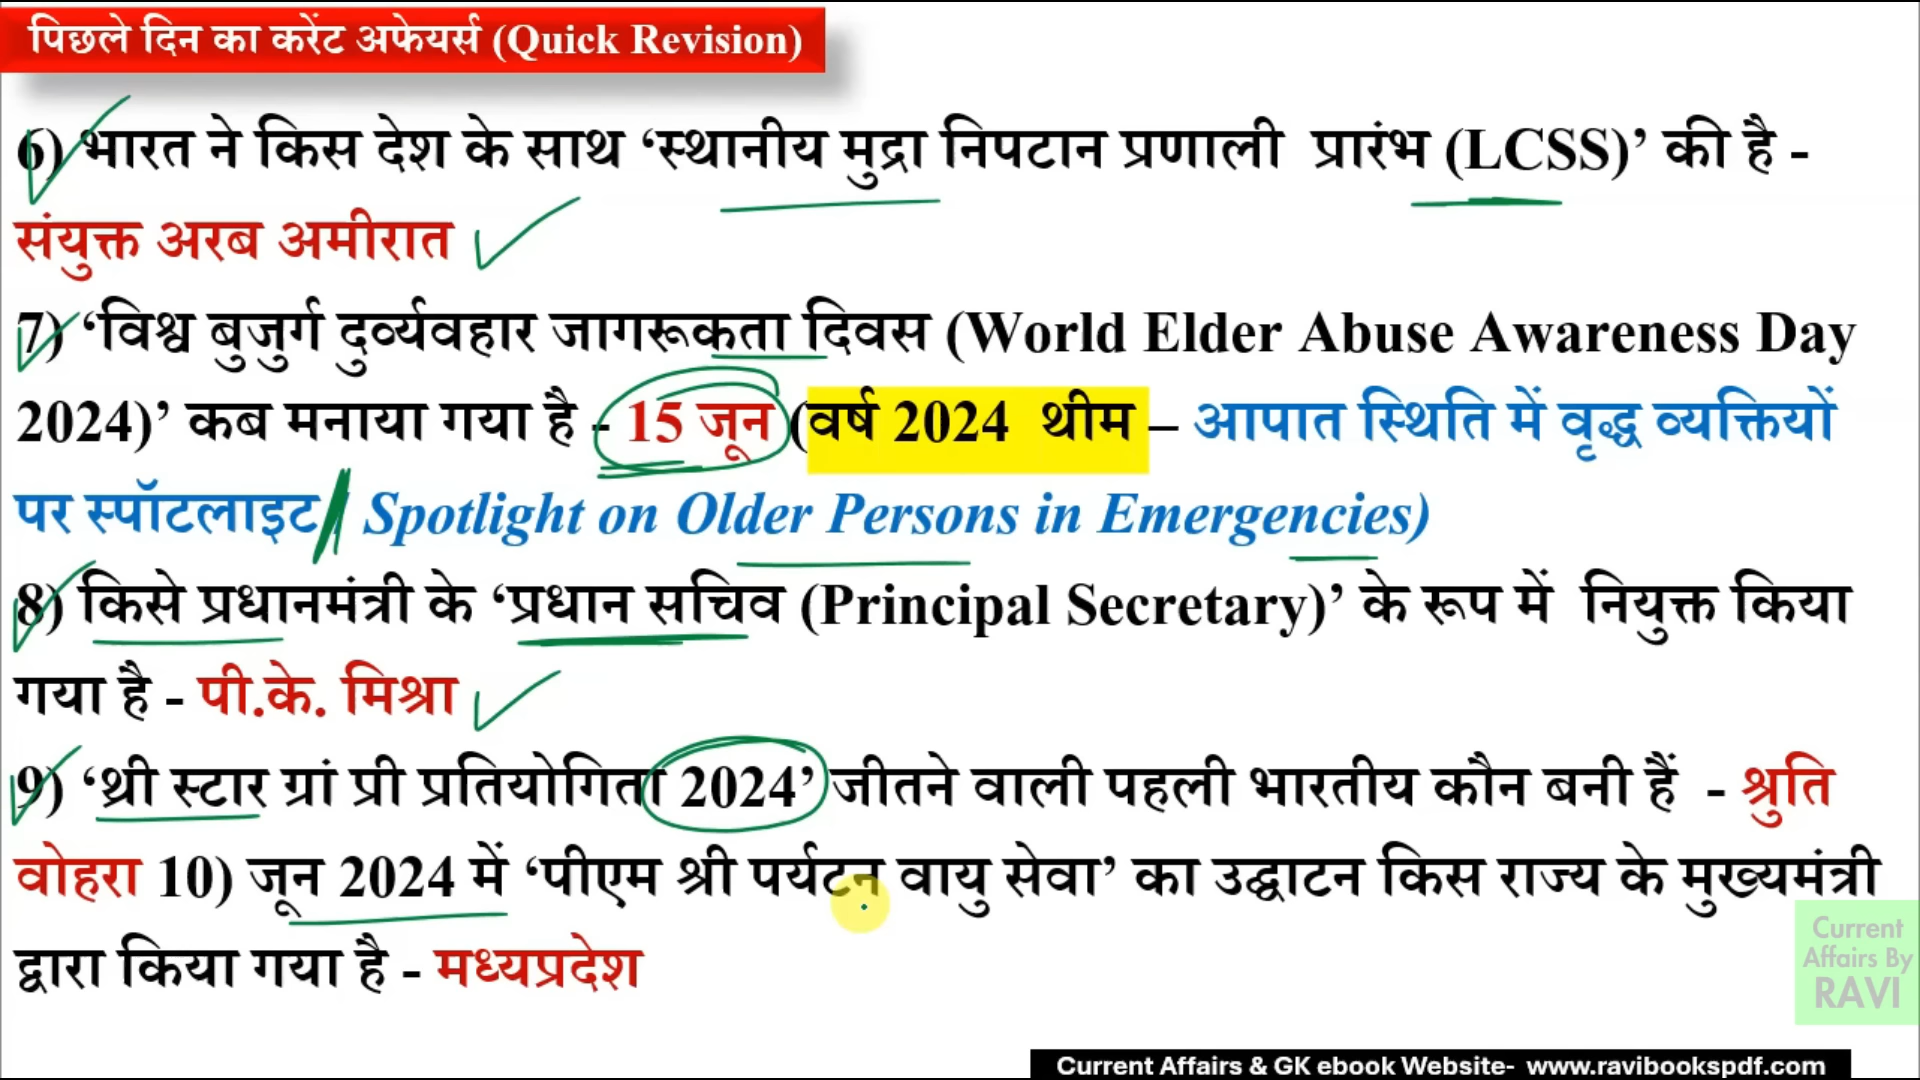 पिछले दिन का करेंट अफेयर्स (Quick Revision)
6) भारत ने किस देश के साथ ‘स्थानीय मुद्रा निपटान प्रणाली प्रारंभ (LCSS)’ की है -
संयुक्त अरब अमीरात
7) ‘विश्व बुजुर्ग दुर्व्यवहार जागरूकता दिवस (World Elder Abuse Awareness Day
2024)’ कब मनाया गया है - 15 जून (वर्ष 2024 थीम – आपात स्थिति में वृद्ध व्यक्तियों
पर स्पॉटलाइट/ Spotlight on Older Persons in Emergencies)
8) किसे प्रधानमंत्री के ‘प्रधान सचिव (Principal Secretary)’ के रूप में नियुक्त किया
गया है - पी.के. मिश्रा
9) ‘थ्री स्टार ग्रां प्री प्रतियोगिता 2024’ जीतने वाली पहली भारतीय कौन बनी हैं - श्रुति
वोहरा 10) जून 2024 में ‘पीएम श्री पर्यटन वायु सेवा’ का उद्घाटन किस राज्य के मुख्यमंत्री
द्वारा किया गया है - मध्यप्रदेश
Current
Affairs By
RAVI
Current Affairs & GK ebook Website- www.ravibookspdf.com